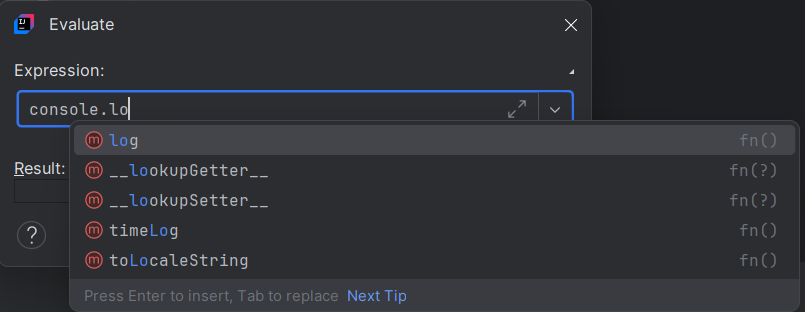 Evaluate
Expression:
console.lo
log fn()
__lookupGetter__ fn(?)
__lookupSetter__ fn(?)
timeLog fn()
toLocaleString fn()
Result:
?
Press Enter to insert, Tab to replace Next Tip